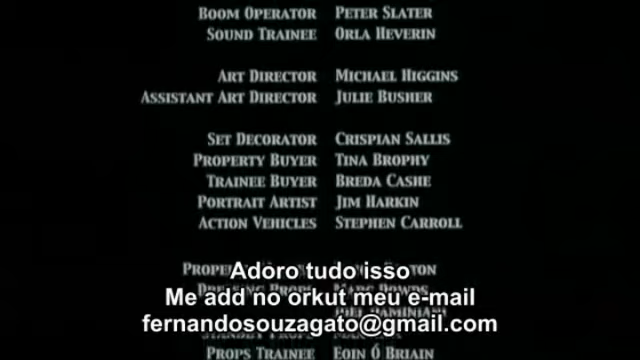 BOOM OPERATOR PETER SLATER
SOUND TRAINEE ORLA HEVERIN
ART DIRECTOR MICHAEL HIGGINS
ASSISTANT ART DIRECTOR JULIE BUSHER
SET DECORATOR CRISPIAN SALLIS
PROPERTY BUYER TINA BROPHY
TRAINEE BUYER BREDA CASHE
PORTRAIT ARTIST JIM HARKIN
ACTION VEHICLES STEPHEN CARROLL
Adoro tudo isso
Me add no orkut meu e-mail
fernandosouzagato@gmail.com
PROPS TRAINEE EOIN Ó BRIAIN